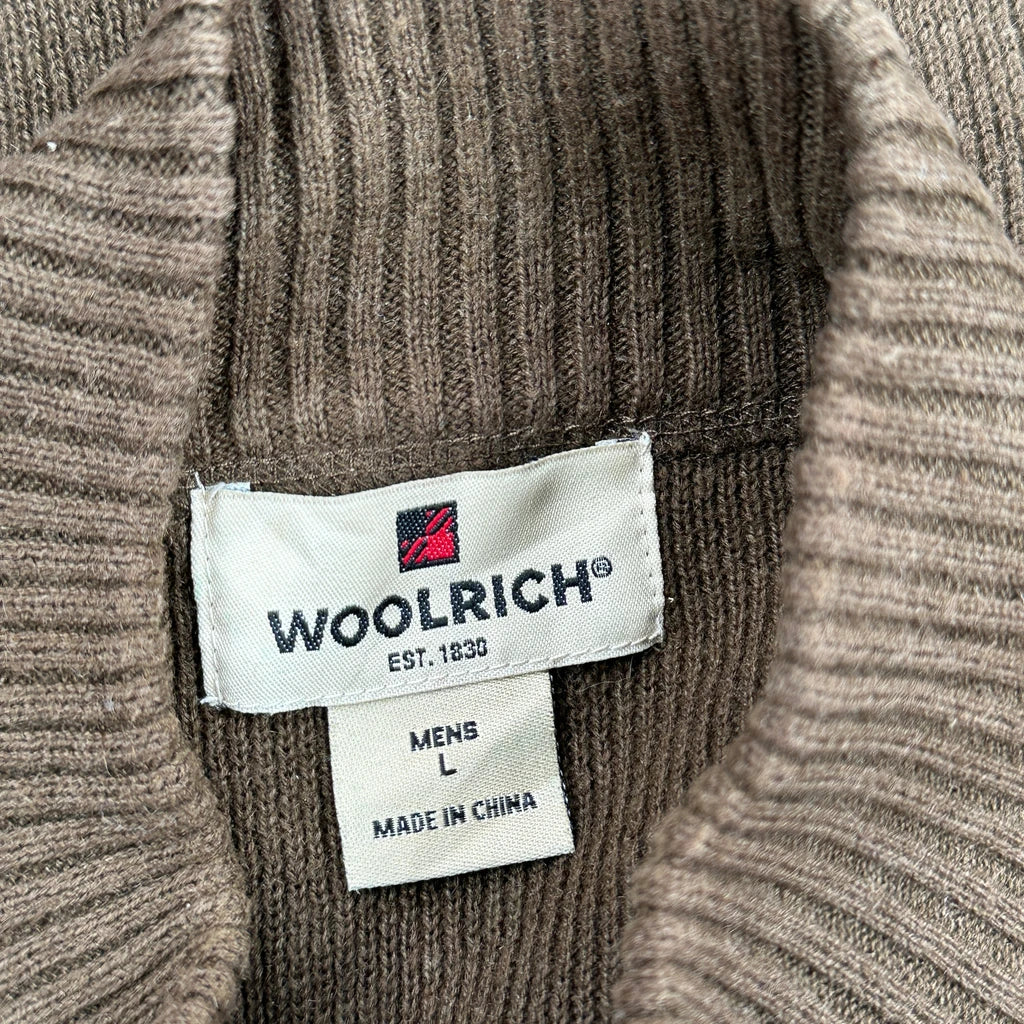 WOOLRICH®
EST. 1830
MENS
L
MADE IN CHINA